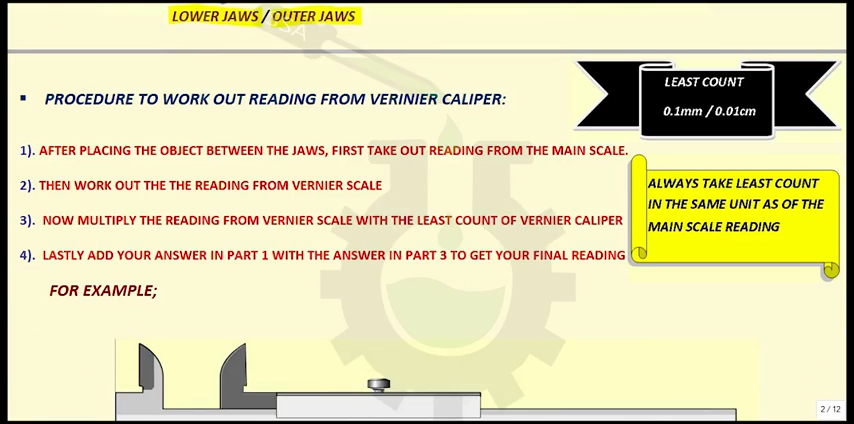 LOWER JAWS / OUTER JAWS
▪ PROCEDURE TO WORK OUT READING FROM VERINIER CALIPER:
LEAST COUNT
0.1mm / 0.01cm
1). AFTER PLACING THE OBJECT BETWEEN THE JAWS, FIRST TAKE OUT READING FROM THE MAIN SCALE.
2). THEN WORK OUT THE THE READING FROM VERNIER SCALE
3). NOW MULTIPLY THE READING FROM VERNIER SCALE WITH THE LEAST COUNT OF VERNIER CALIPER
4). LASTLY ADD YOUR ANSWER IN PART 1 WITH THE ANSWER IN PART 3 TO GET YOUR FINAL READING
ALWAYS TAKE LEAST COUNT
IN THE SAME UNIT AS OF THE
MAIN SCALE READING
FOR EXAMPLE;
2 / 12